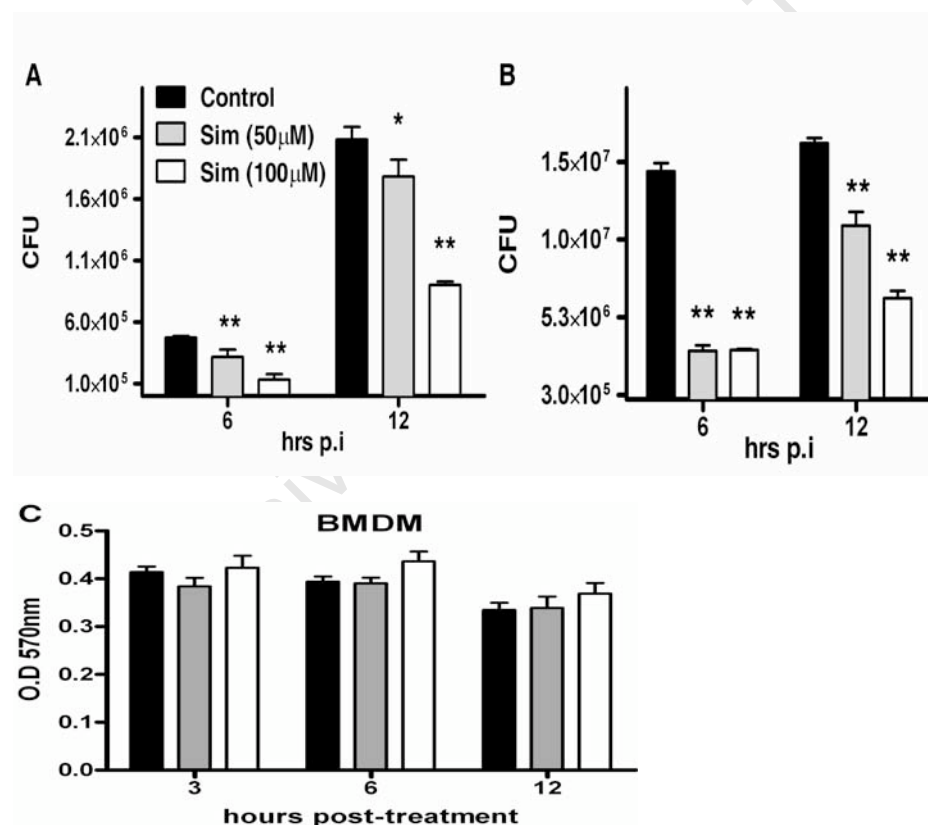 A
Control
Sim (50μM)
Sim (100μM)
CFU
2.1×10⁶
1.6×10⁶
1.1×10⁶
6.0×10⁵
1.0×10⁵
*
**
**
**
6
12
hrs p.i
B
CFU
1.5×10⁷
1.0×10⁷
5.3×10⁶
3.0×10⁵
** **
**
**
6
12
hrs p.i
C
BMDM
O.D 570nm
0.5
0.4
0.3
0.2
0.1
0.0
3
6
12
hours post-treatment